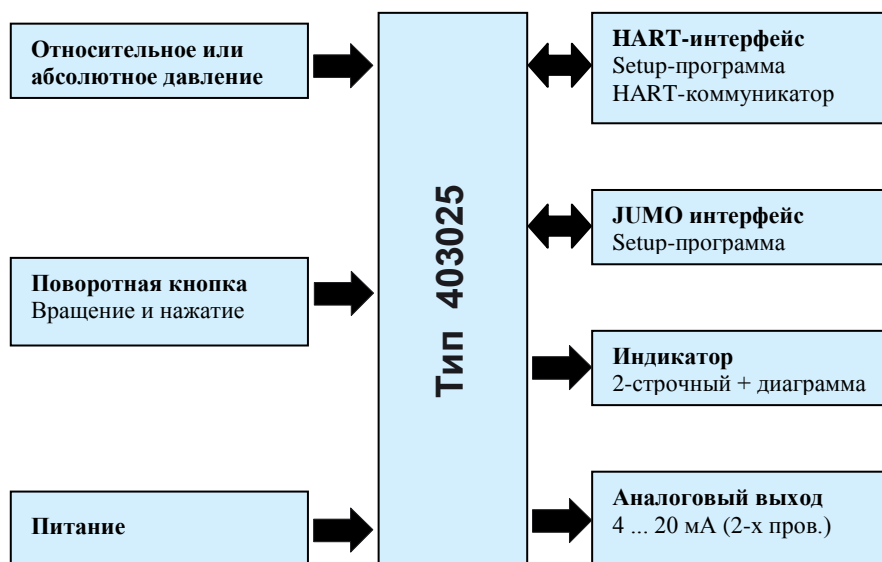 Относительное или
абсолютное давление
Поворотная кнопка
Вращение и нажатие
Питание
Тип 403025
HART-интерфейс
Setup-программа
HART-коммуникатор
JUMO интерфейс
Setup-программа
Индикатор
2-строчный + диаграмма
Аналоговый выход
4 ... 20 мА (2-х пров.)